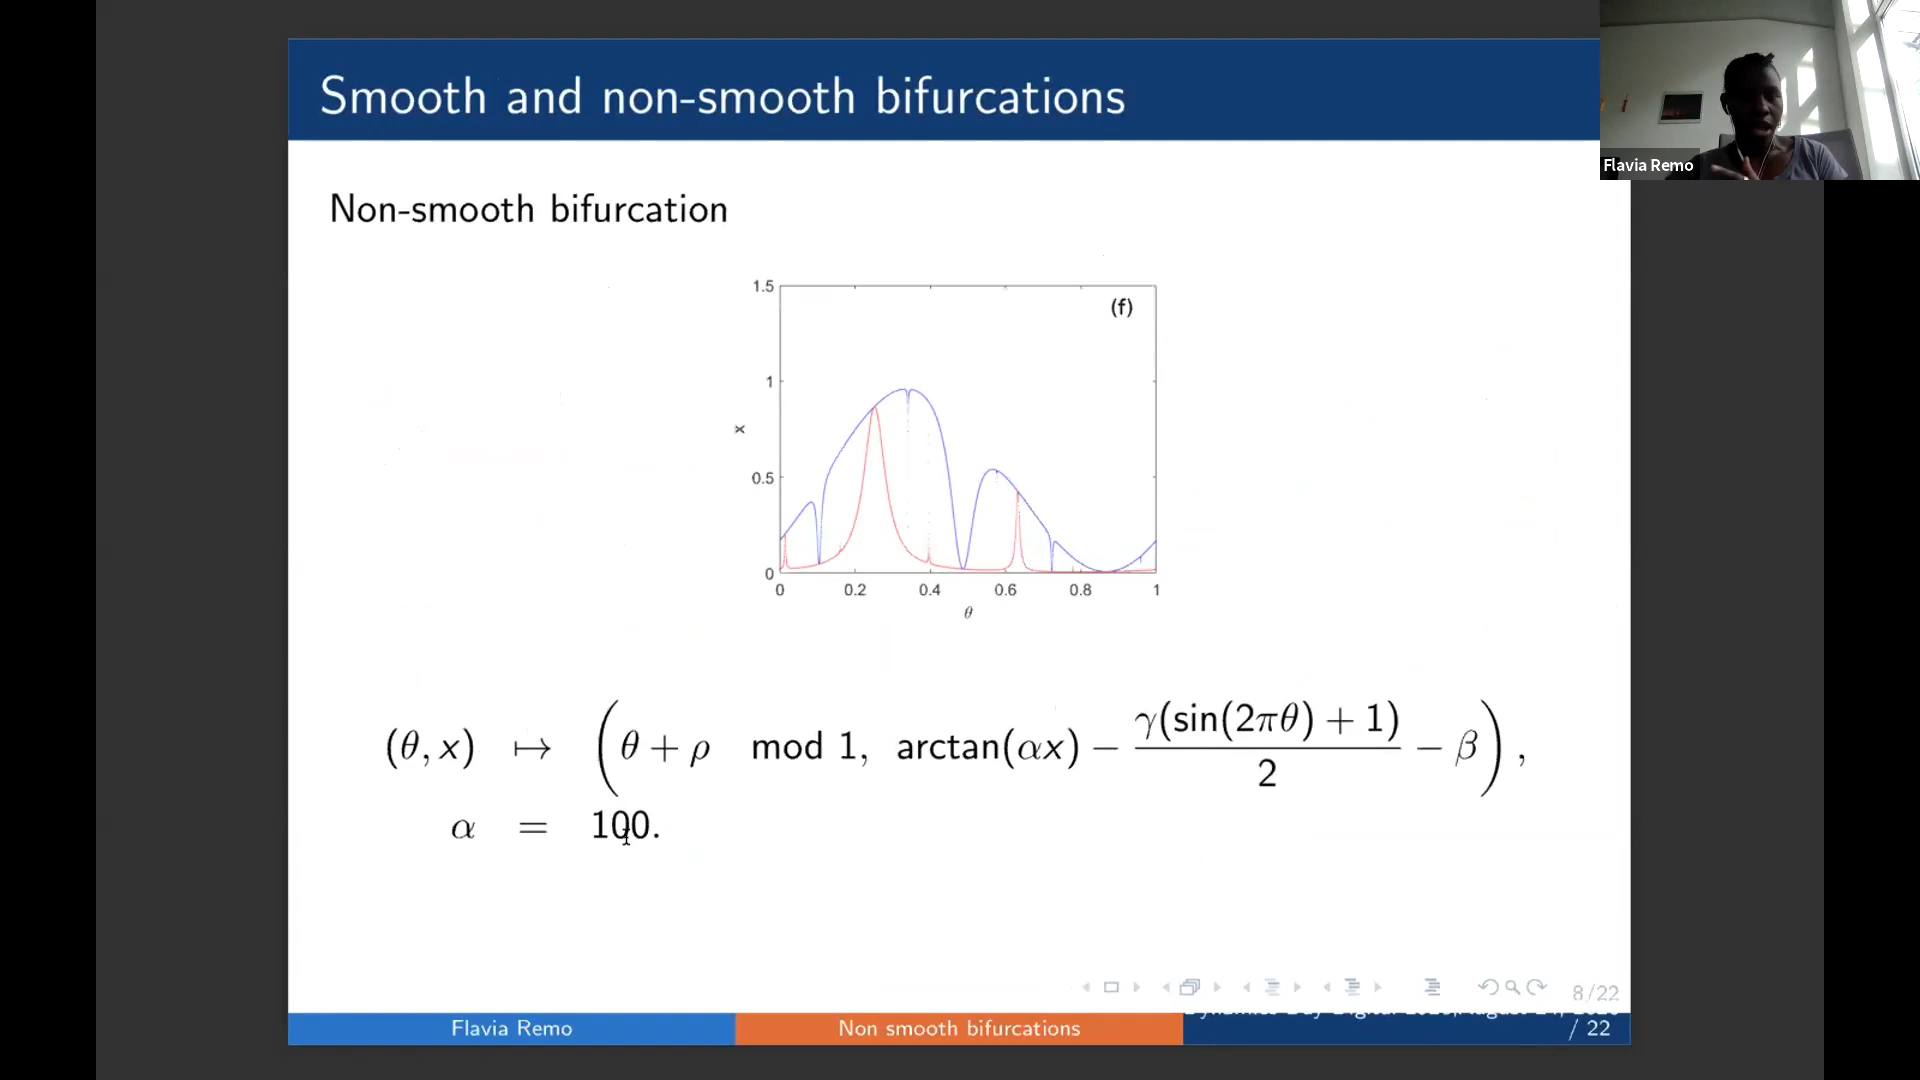 Smooth and non-smooth bifurcations
Flavia Remo
Non-smooth bifurcation
1.5
(f)
1
x
0.5
0
0 0.2 0.4 0.6 0.8 1
θ
(θ, x) ↦ (θ + ρ mod 1, arctan(αx) − γ(sin(2πθ) + 1)/2 − β),
α = 100.
8/22
Flavia Remo
Non smooth bifurcations
/ 22